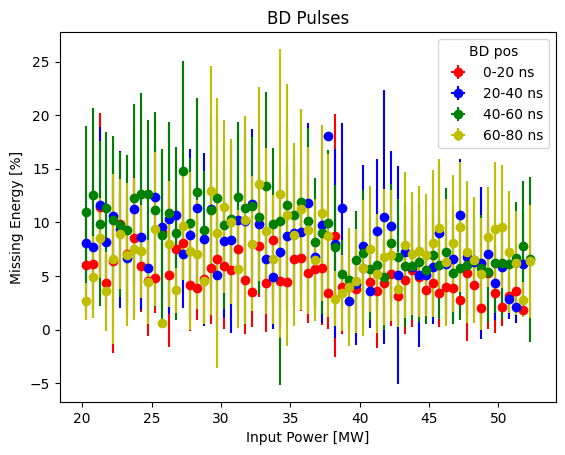 BD Pulses
BD pos
0-20 ns
20-40 ns
40-60 ns
60-80 ns
Missing Energy [%]
25
20
15
10
5
0
−5
20 25 30 35 40 45 50
Input Power [MW]